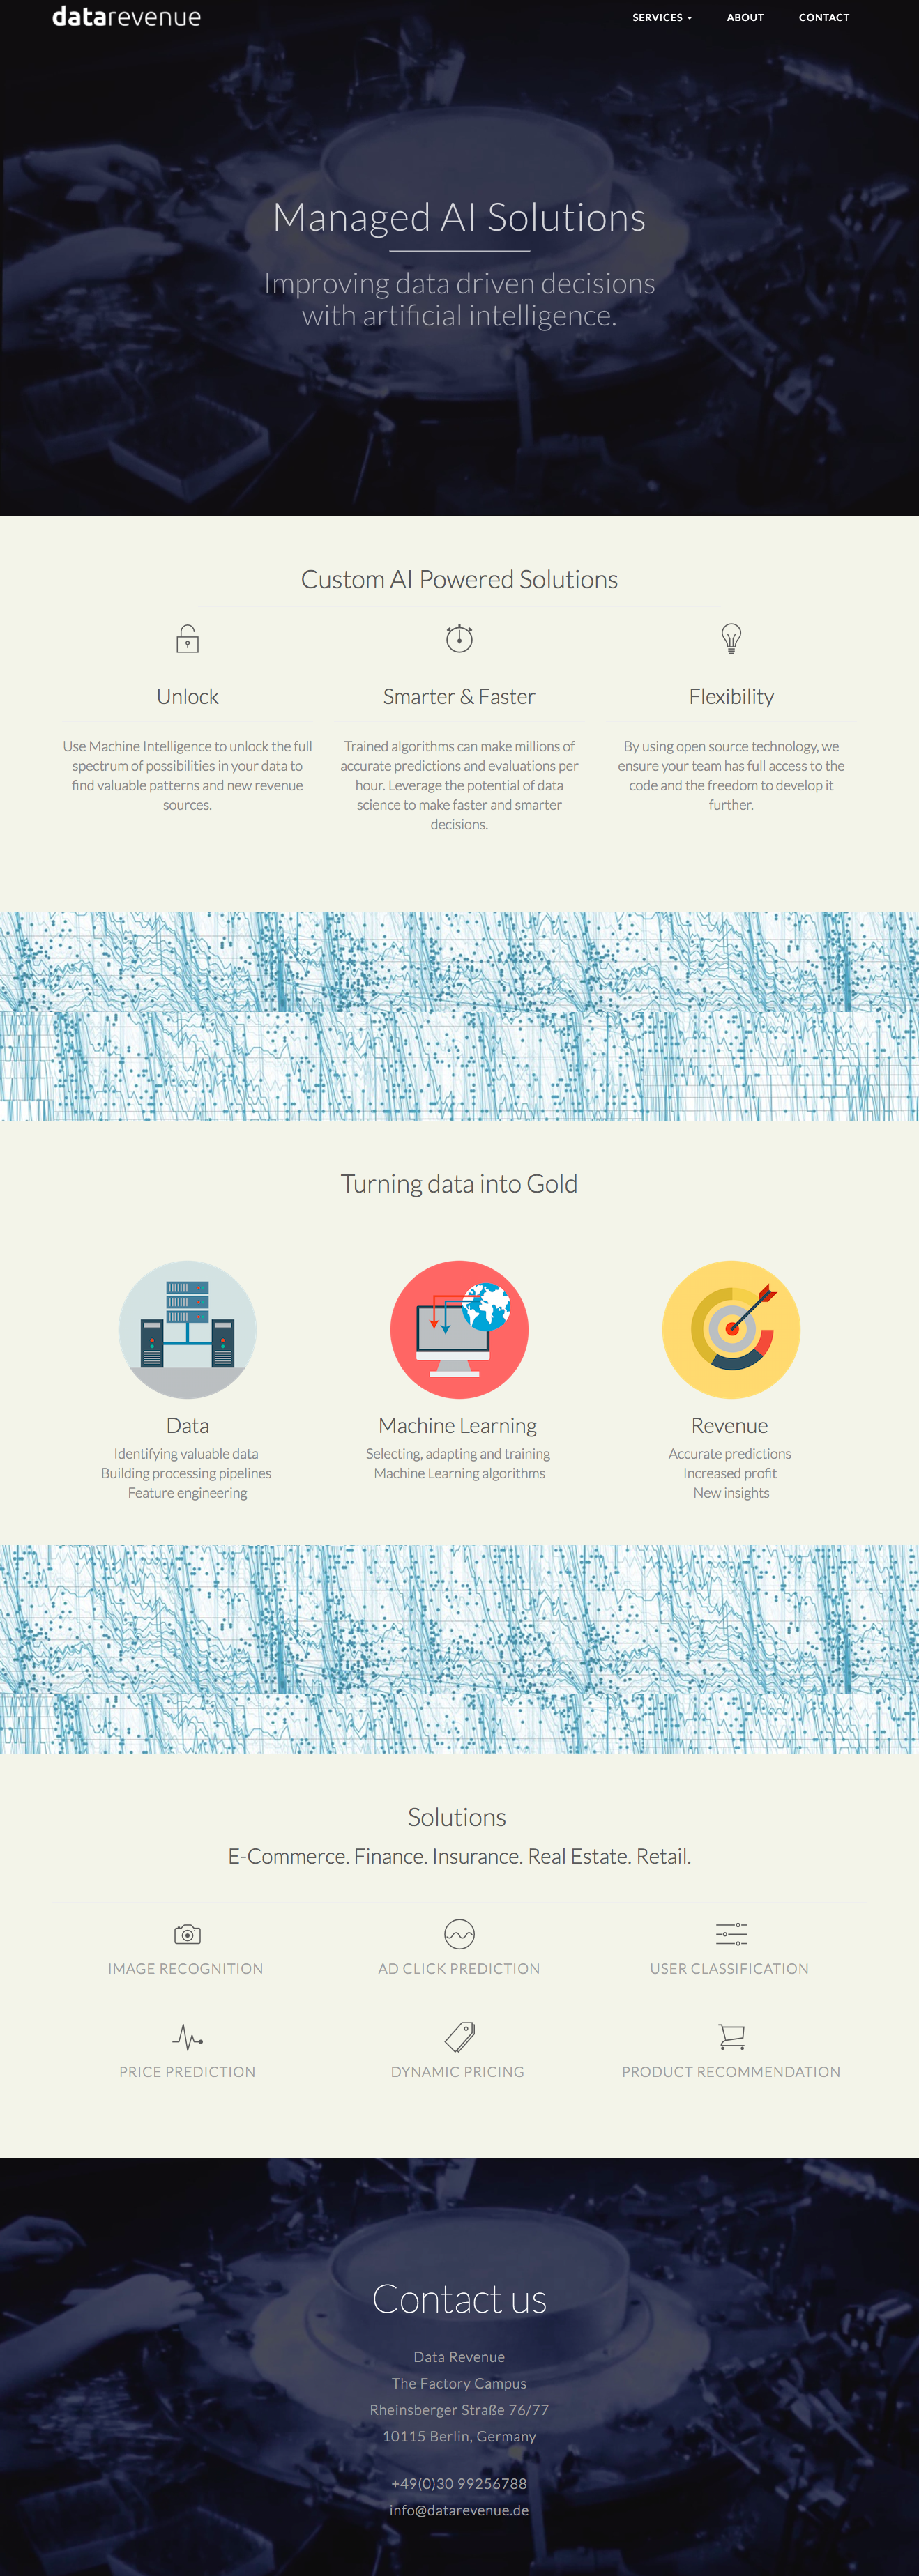 datarevenue
SERVICES
ABOUT
CONTACT
Managed AI Solutions
Improving data driven decisions
with artificial intelligence.
Custom AI Powered Solutions
Unlock
Use Machine Intelligence to unlock the full
spectrum of possibilities in your data to
find valuable patterns and new revenue
sources.
Smarter & Faster
Trained algorithms can make millions of
accurate predictions and evaluations per
hour. Leverage the potential of data
science to make faster and smarter
decisions.
Flexibility
By using open source technology, we
ensure your team has full access to the
code and the freedom to develop it
further.
Turning data into Gold
Data
Identifying valuable data
Building processing pipelines
Feature engineering
Machine Learning
Selecting, adapting and training
Machine Learning algorithms
Revenue
Accurate predictions
Increased profit
New insights
Solutions
E-Commerce. Finance. Insurance. Real Estate. Retail.
IMAGE RECOGNITION
AD CLICK PREDICTION
USER CLASSIFICATION
PRICE PREDICTION
DYNAMIC PRICING
PRODUCT RECOMMENDATION
Contact us
Data Revenue
The Factory Campus
Rheinsberger Straße 76/77
10115 Berlin, Germany
+49(0)30 99256788
info@datarevenue.de